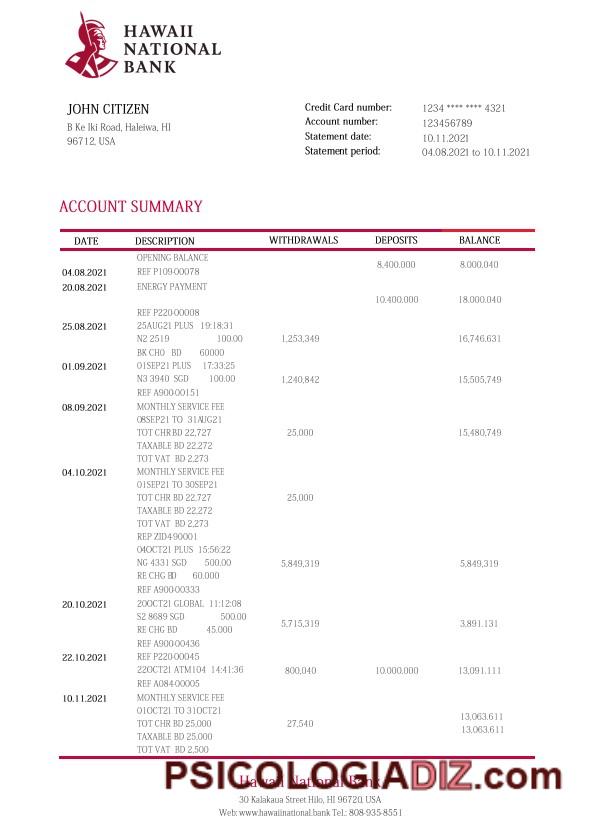 HAWAII
NATIONAL
BANK
JOHN CITIZEN
B Ke Iki Road, Haleiwa, HI
96712, USA
Credit Card number: 1234 **** **** 4321
Account number: 123456789
Statement date: 10.11.2021
Statement period: 04.08.2021 to 10.11.2021
ACCOUNT SUMMARY
DATE DESCRIPTION WITHDRAWALS DEPOSITS BALANCE
OPENING BALANCE
8,400.000 8.000.040
04.08.2021 REF P109-00078
20.08.2021 ENERGY PAYMENT
10.400.000 18.000.040
REF P220-00008
25.08.2021 25AUG21 PLUS 19:18:31
N2 2519 100.00 1,253,349 16,746.631
BK CHO BD 60000
01.09.2021 01SEP21 PLUS 17:33:25
N3 3940 SGD 100.00 1,240,842 15,505,749
REF A900-00151
08.09.2021 MONTHLY SERVICE FEE
08SEP21 TO 31AUG21
TOT CHR BD 22,727 25,000 15,480,749
TAXABLE BD 22,272
TOT VAT BD 2,273
04.10.2021 MONTHLY SERVICE FEE
01SEP21 TO 30SEP21
TOT CHR BD 22,727 25,000
TAXABLE BD 22,272
TOT VAT BD 2,273
REP ZID4-90001
04OCT21 PLUS 15:56:22
NG 4331 SGD 500.00 5,849,319 5,849,319
RE CHG BD 60.000
REF A900-00333
20.10.2021 20OCT21 GLOBAL 11:12:08
S2 8689 SGD 500.00 5,715,319 3,891.131
RE CHG BD 45.000
REF A900-00436
22.10.2021 REF P220-00045
22OCT21 ATM104 14:41:36 800,040 10.000.000 13,091.111
REF A084-00005
10.11.2021 MONTHLY SERVICE FEE
01OCT21 TO 31OCT21 13,063.611
TOT CHR BD 25,000 27,540 13,063.611
TAXABLE BD 25,000
TOT VAT BD 2,500
Hawaii National Bank
PSICOLOGIADIZ.com
30 Kalakaua Street Hilo, HI 96720, USA
Web: www.hawaiinational.bank Tel.: 808-935-8551